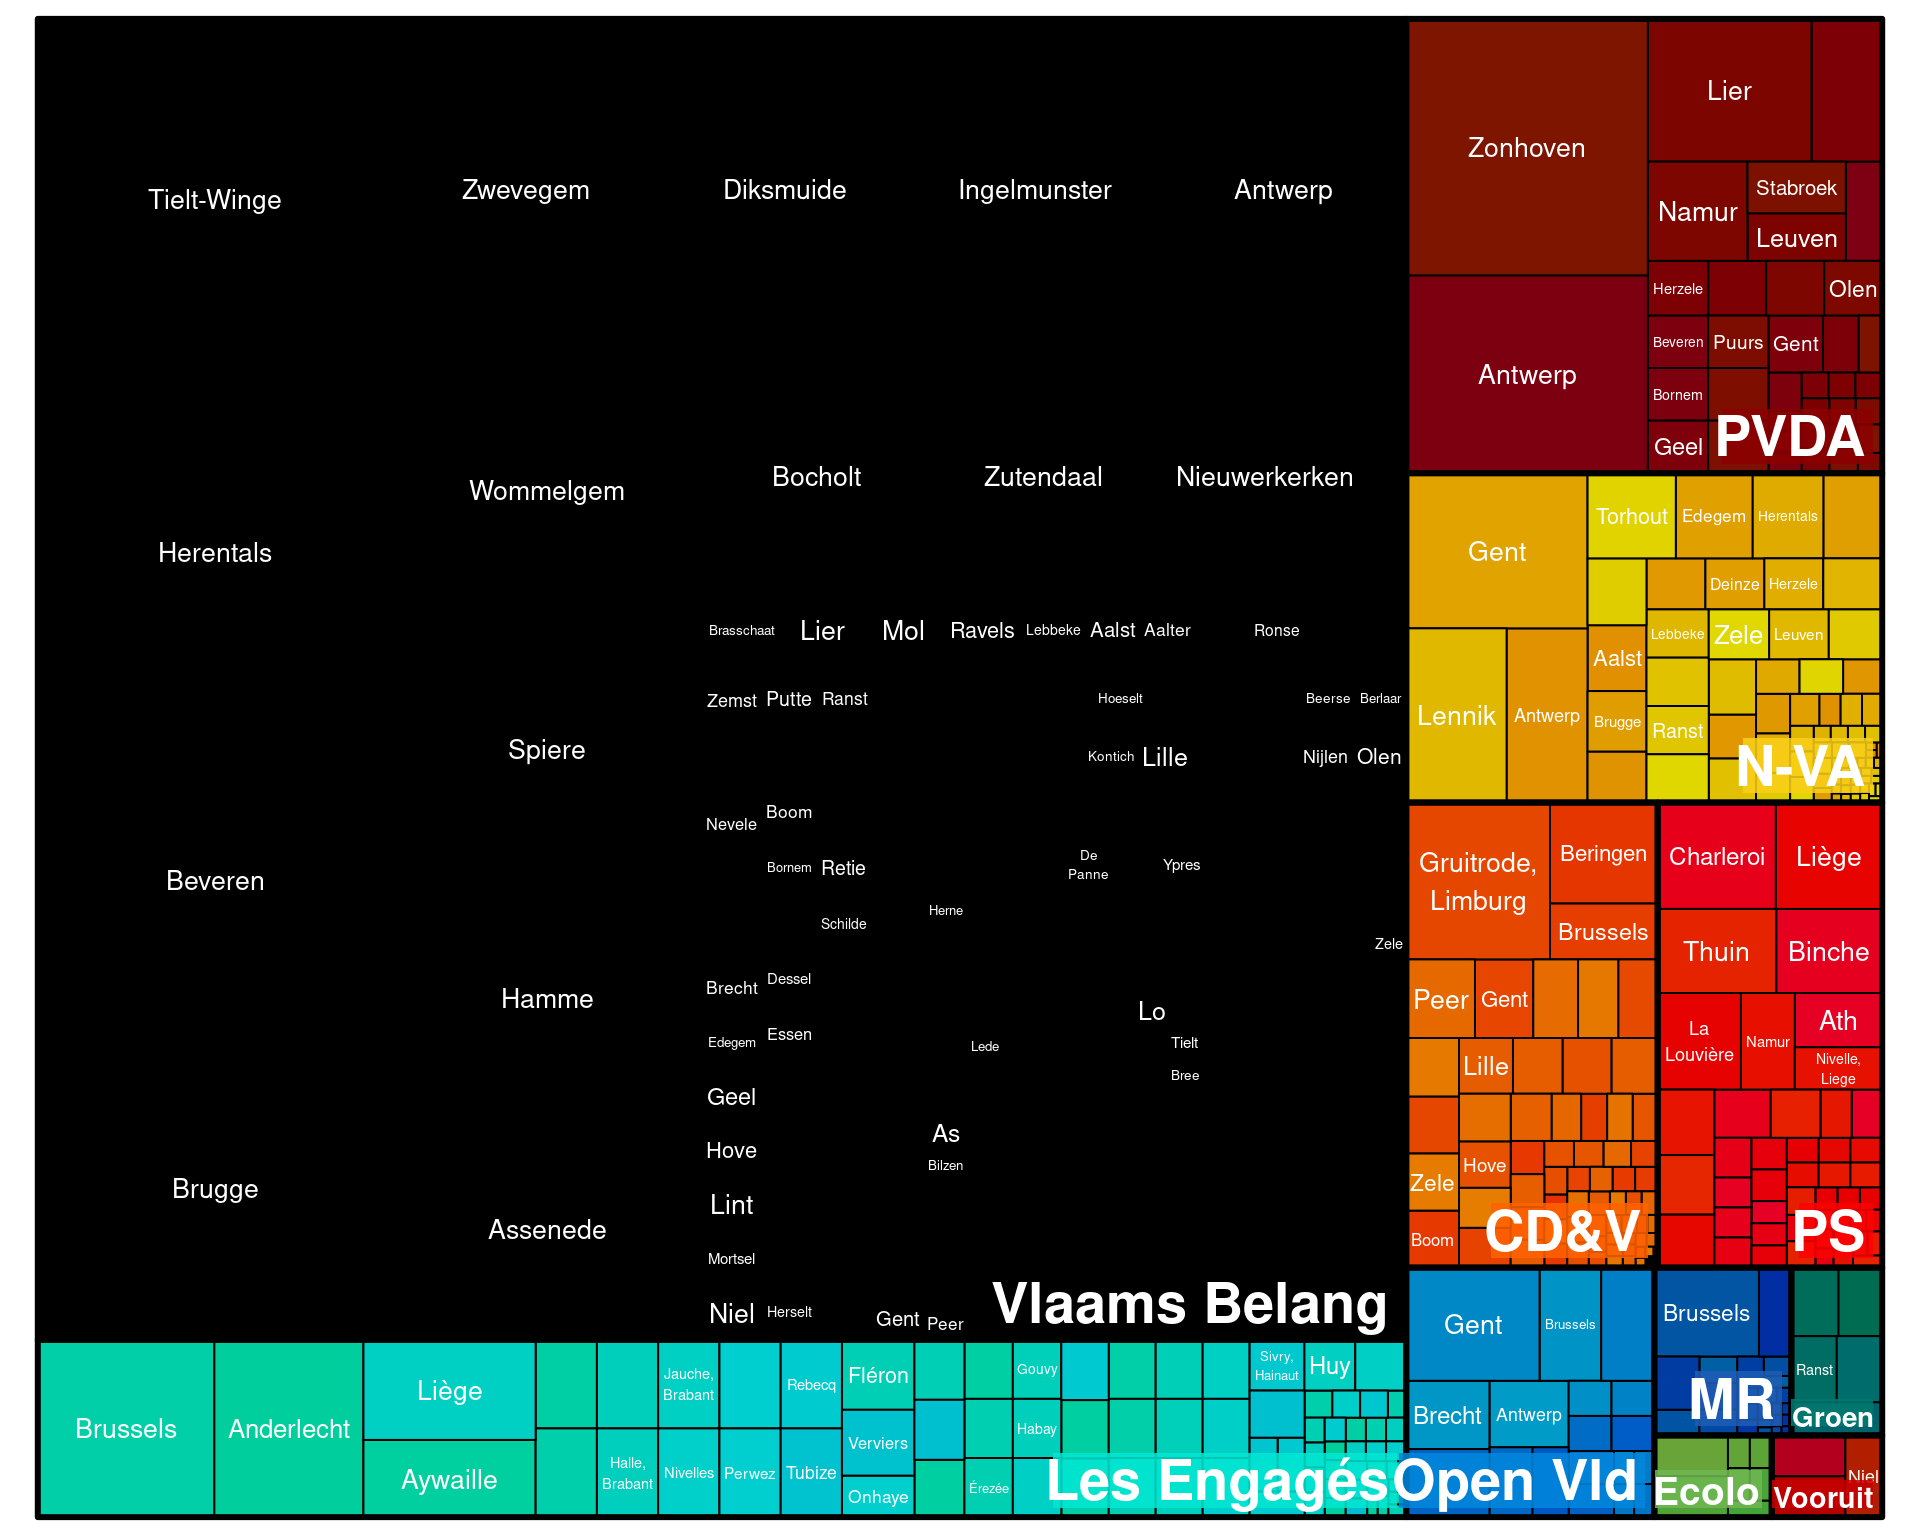 Tielt-Winge
Zwevegem
Diksmuide
Ingelmunster
Antwerp
Herentals
Wommelgem
Bocholt
Zutendaal
Nieuwerkerken
Brasschaat
Lier
Mol
Ravels
Lebbeke
Aalst
Aalter
Ronse
Zemst
Putte
Ranst
Hoeselt
Beerse
Berlaar
Spiere
Kontich
Lille
Nijlen
Olen
Nevele
Boom
Beveren
Bornem
Retie
De
Panne
Ypres
Schilde
Herne
Zele
Hamme
Brecht
Dessel
Lo
Edegem
Essen
Lede
Tielt
Bree
Geel
As
Hove
Bilzen
Brugge
Assenede
Lint
Mortsel
Niel
Herselt
Gent
Peer
Vlaams Belang
Zonhoven
Lier
Namur
Stabroek
Leuven
Herzele
Olen
Antwerp
Beveren
Puurs
Gent
Bornem
Geel
PVDA
Gent
Torhout
Edegem
Herentals
Deinze
Herzele
Lebbeke
Zele
Leuven
Aalst
Lennik
Antwerp
Brugge
Ranst
N-VA
Gruitrode,
Limburg
Beringen
Brussels
Peer
Gent
Lille
Hove
Zele
Boom
CD&V
Charleroi
Liège
Thuin
Binche
La
Louvière
Namur
Ath
Nivelle,
Liege
PS
Brussels
Anderlecht
Liège
Aywaille
Jauche,
Brabant
Rebecq
Halle,
Brabant
Nivelles
Perwez
Tubize
Fléron
Verviers
Onhaye
Gouvy
Habay
Érezée
Sivry,
Hainaut
Huy
Les Engagés
Gent
Brussels
Brecht
Antwerp
Open Vld
Brussels
MR
Ranst
Groen
Ecolo
Niel
Vooruit